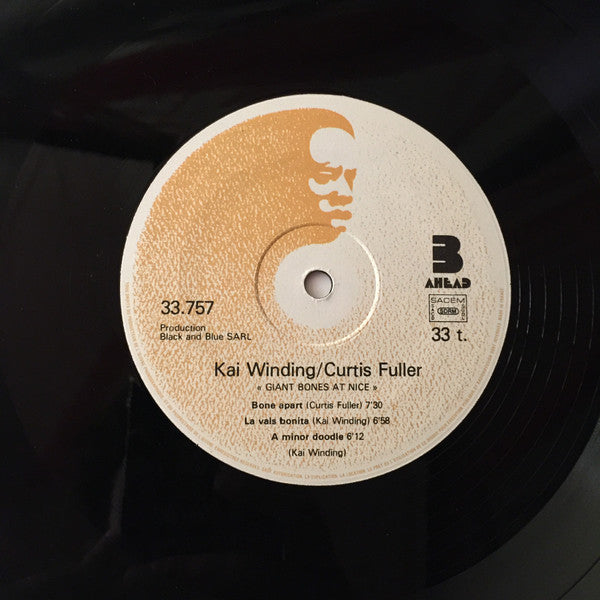 3
AHEAD
SACEM
SDRM
33.757
Production
Black and Blue SARL
33 t.
Kai Winding/Curtis Fuller
« GIANT BONES AT NICE »
Bone apart (Curtis Fuller) 7'30
La vals bonita (Kai Winding) 6'58
A minor doodle 6'12
(Kai Winding)